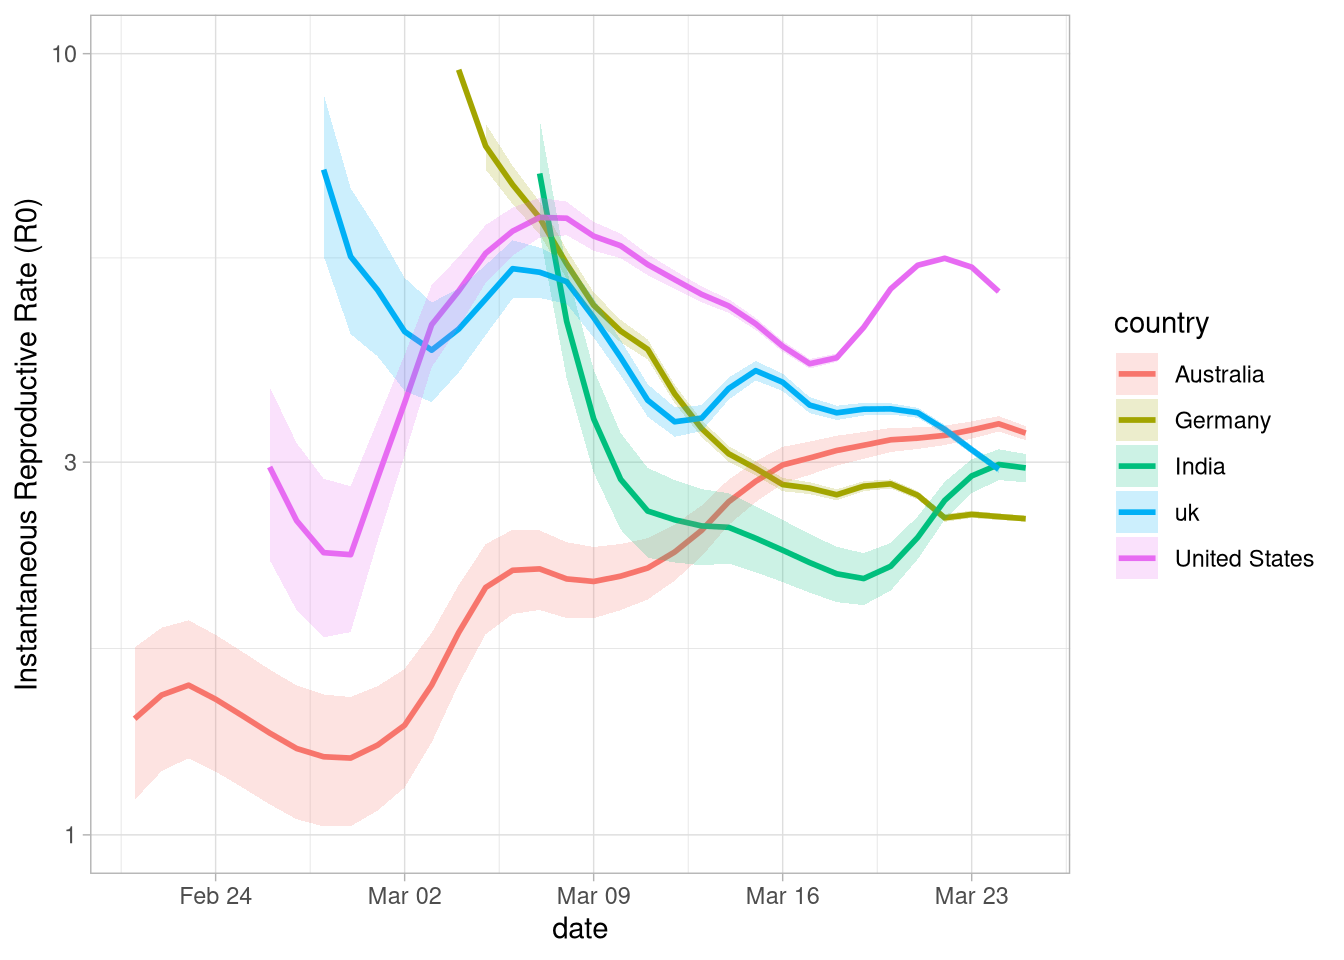 Instantaneous Reproductive Rate (R0)
10
3
1
Feb 24
Mar 02
Mar 09
Mar 16
Mar 23
date
country
Australia
Germany
India
uk
United States